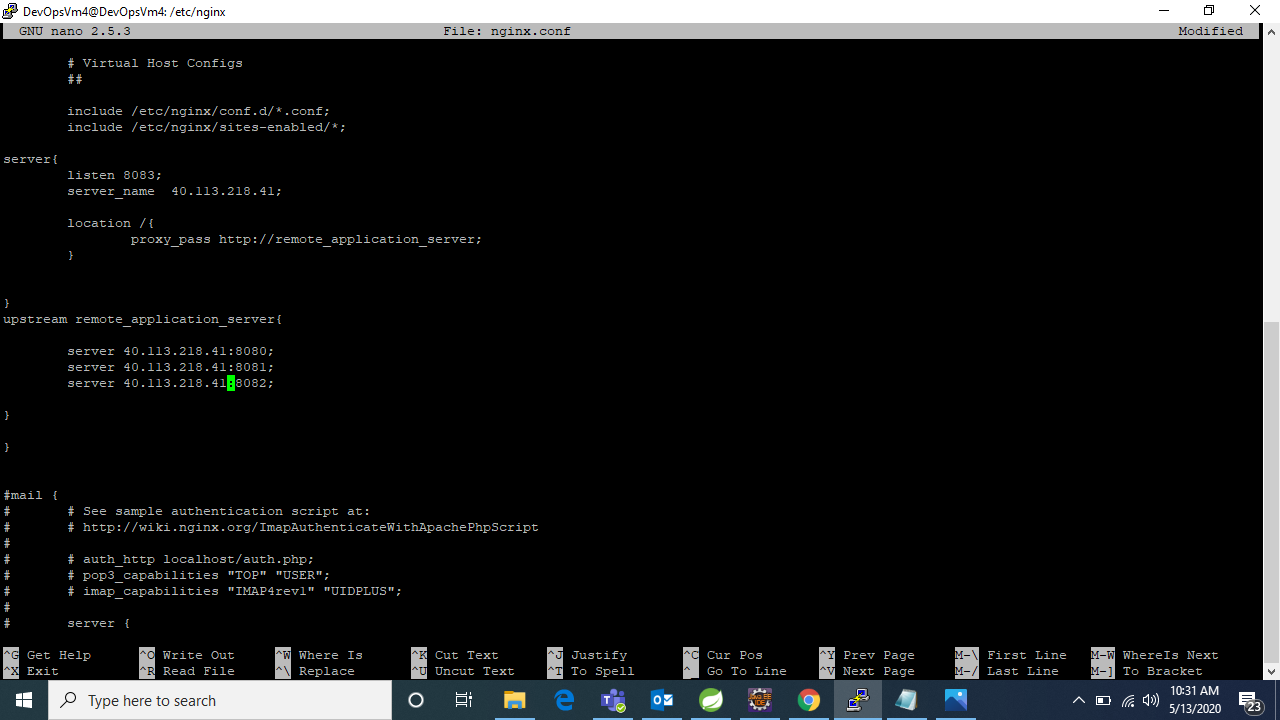 DevOpsVm4@DevOpsVm4: /etc/nginx
GNU nano 2.5.3 File: nginx.conf Modified
# Virtual Host Configs
##
include /etc/nginx/conf.d/*.conf;
include /etc/nginx/sites-enabled/*;
server{
listen 8083;
server_name  40.113.218.41;
location /{
proxy_pass http://remote_application_server;
}
}
upstream remote_application_server{
server 40.113.218.41:8080;
server 40.113.218.41:8081;
server 40.113.218.41:8082;
}
}
#mail {
#       # See sample authentication script at:
#       # http://wiki.nginx.org/ImapAuthenticateWithApachePhpScript
#
#       # auth_http localhost/auth.php;
#       # pop3_capabilities "TOP" "USER";
#       # imap_capabilities "IMAP4rev1" "UIDPLUS";
#
#       server {
^G Get Help ^O Write Out ^W Where Is ^K Cut Text ^J Justify ^C Cur Pos ^Y Prev Page M-\ First Line M-W WhereIs Next
^X Exit ^R Read File ^\ Replace ^U Uncut Text ^T To Spell ^_ Go To Line ^V Next Page M-/ Last Line M-] To Bracket
Type here to search
JAVA EE
IDE
10:31 AM
5/13/2020
23